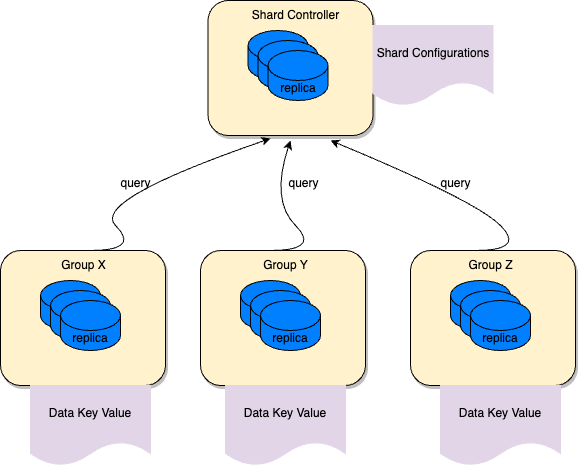 Shard Controller
Shard Configurations
replica
query
query
query
Group X
Group Y
Group Z
replica
replica
replica
Data Key Value
Data Key Value
Data Key Value